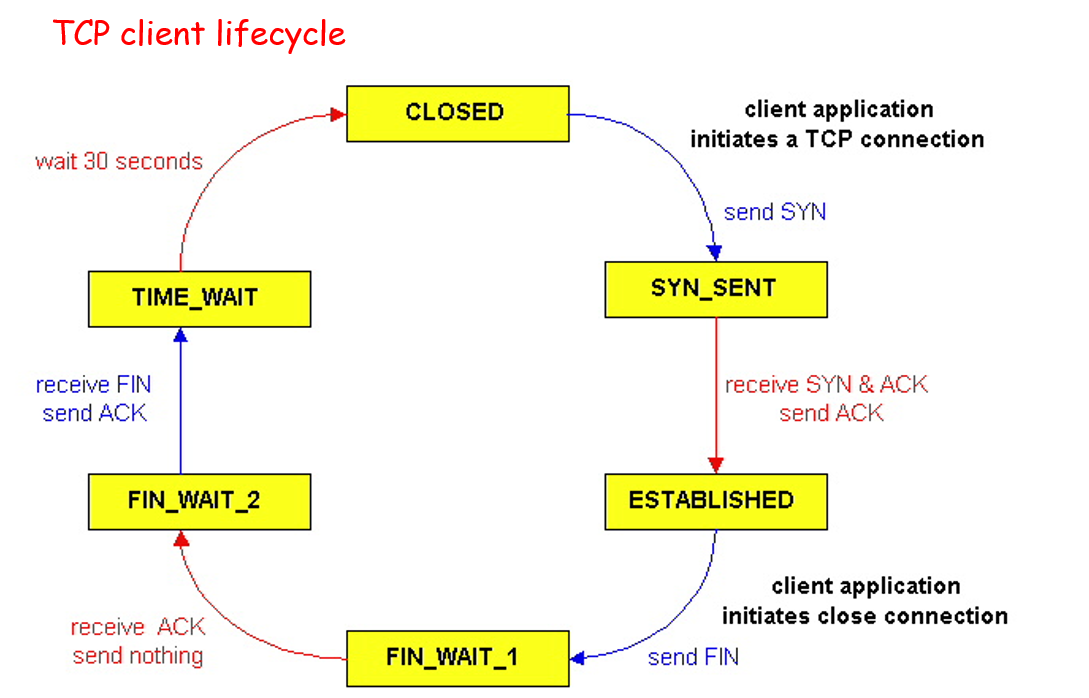 TCP client lifecycle
CLOSED
client application
initiates a TCP connection
wait 30 seconds
send SYN
TIME_WAIT
SYN_SENT
receive FIN
send ACK
receive SYN & ACK
send ACK
FIN_WAIT_2
ESTABLISHED
client application
initiates close connection
receive ACK
send nothing
FIN_WAIT_1
send FIN